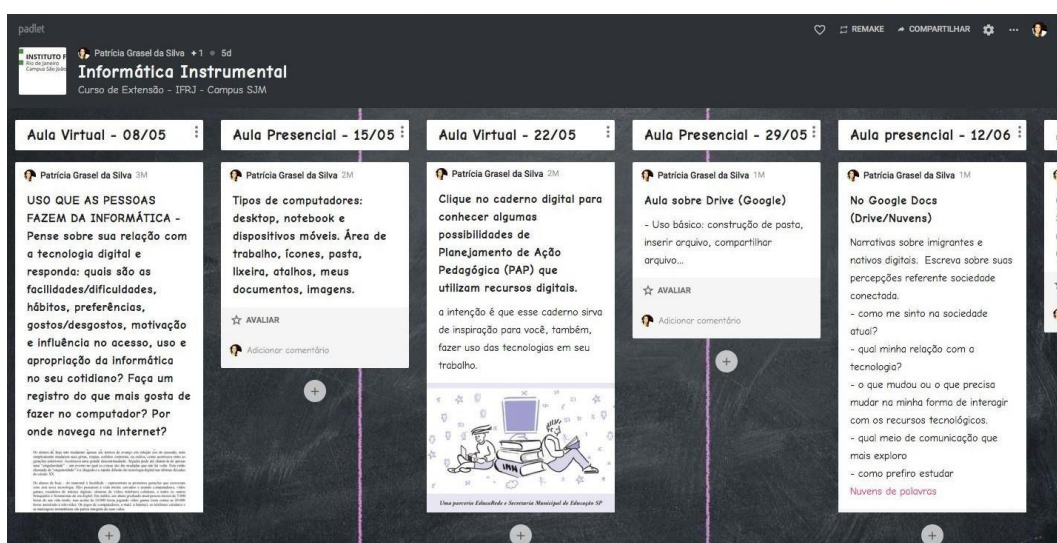 padlet
REMAKE
COMPARTILHAR
INSTITUTO F
Rio de Janeiro
Campus São João
Patrícia Grasel da Silva +1
5d
Informática Instrumental
Curso de Extensão - IFRJ - Campus SJM
Aula Virtual - 08/05
Patrícia Grasel da Silva 3M
USO QUE AS PESSOAS
FAZEM DA INFORMÁTICA -
Pense sobre sua relação com
a tecnologia digital e
responda: quais são as
facilidades/dificuldades,
hábitos, preferências,
gostos/desgostos, motivação
e influência no acesso, uso e
apropriação da informática
no seu cotidiano? Faça um
registro do que mais gosta de
fazer no computador? Por
onde navega na internet?
Aula Presencial - 15/05
Patrícia Grasel da Silva 2M
Tipos de computadores:
desktop, notebook e
dispositivos móveis. Área de
trabalho, ícones, pasta,
lixeira, atalhos, meus
documentos, imagens.
AVALIAR
Adicionar comentário
Aula Virtual - 22/05
Patrícia Grasel da Silva 2M
Clique no caderno digital para
conhecer algumas
possibilidades de
Planejamento de Ação
Pedagógica (PAP) que
utilizam recursos digitais.
a intenção é que esse caderno sirva
de inspiração para você, também,
fazer uso das tecnologias em seu
trabalho.
Uma parceria EducaRede e Secretaria Municipal de Educação SP
Aula Presencial - 29/05
Patrícia Grasel da Silva 1M
Aula sobre Drive (Google)
- Uso básico: construção de pasta,
inserir arquivo, compartilhar
arquivo...
AVALIAR
Adicionar comentário
Aula presencial - 12/06
Patrícia Grasel da Silva 1M
No Google Docs
(Drive/Nuvens)
Narrativas sobre imigrantes e
nativos digitais. Escreva sobre suas
percepções referente sociedade
conectada.
- como me sinto na sociedade
atual?
- qual minha relação com a
tecnologia?
- o que mudou ou o que precisa
mudar na minha forma de interagir
com os recursos tecnológicos.
- qual meio de comunicação que
mais exploro
- como prefiro estudar
Nuvens de palavras